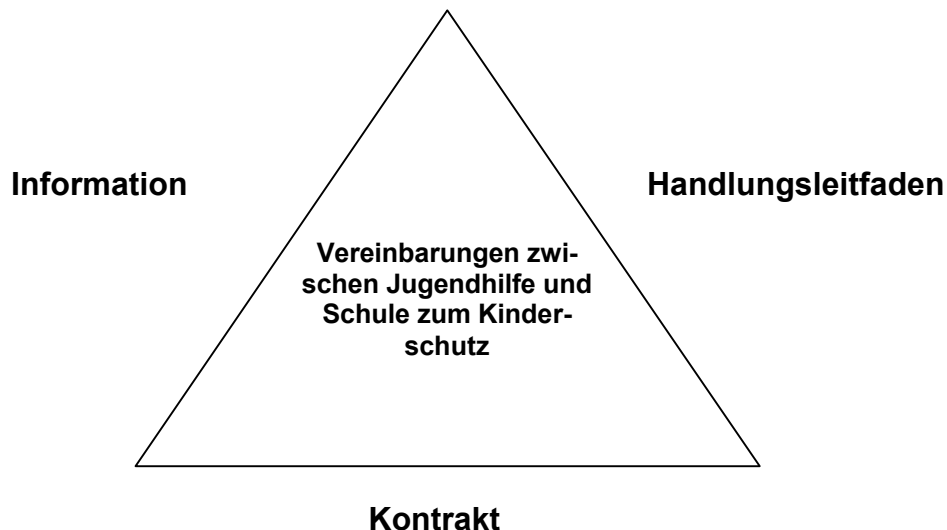 Information
Handlungsleitfaden
Vereinbarungen zwi-
schen Jugendhilfe und
Schule zum Kinder-
schutz
Kontrakt